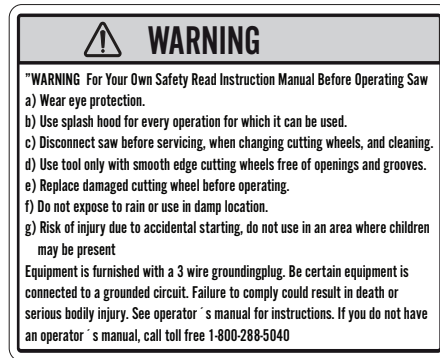 WARNING
"WARNING For Your Own Safety Read Instruction Manual Before Operating Saw
a) Wear eye protection.
b) Use splash hood for every operation for which it can be used.
c) Disconnect saw before servicing, when changing cutting wheels, and cleaning.
d) Use tool only with smooth edge cutting wheels free of openings and grooves.
e) Replace damaged cutting wheel before operating.
f) Do not expose to rain or use in damp location.
g) Risk of injury due to accidental starting, do not use in an area where children
may be present
Equipment is furnished with a 3 wire groundingplug. Be certain equipment is
connected to a grounded circuit. Failure to comply could result in death or
serious bodily injury. See operator ´ s manual for instructions. If you do not have
an operator ´ s manual, call toll free 1-800-288-5040